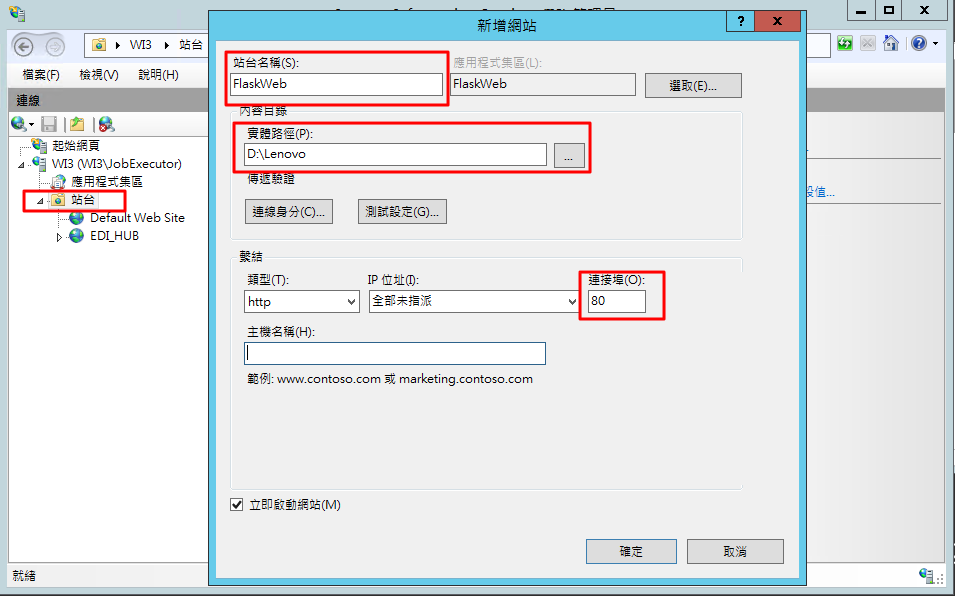 新增網站
?
X
WI3
站台
檔案(F)
檢視(V)
說明(H)
連線
起始網頁
WI3 (WI3\JobExecutor)
應用程式集區
站台
Default Web Site
EDI_HUB
站台名稱(S):
應用程式集區(L):
FlaskWeb
FlaskWeb
選取(E)...
內容目錄
實體路徑(P):
D:\Lenovo
...
傳遞驗證
連線身分(C)...
測試設定(G)...
繫結
類型(T):
IP 位址(I):
連接埠(O):
http
全部未指派
80
主機名稱(H):
範例: www.contoso.com 或 marketing.contoso.com
立即啟動網站(M)
確定
取消
設值...
就緒